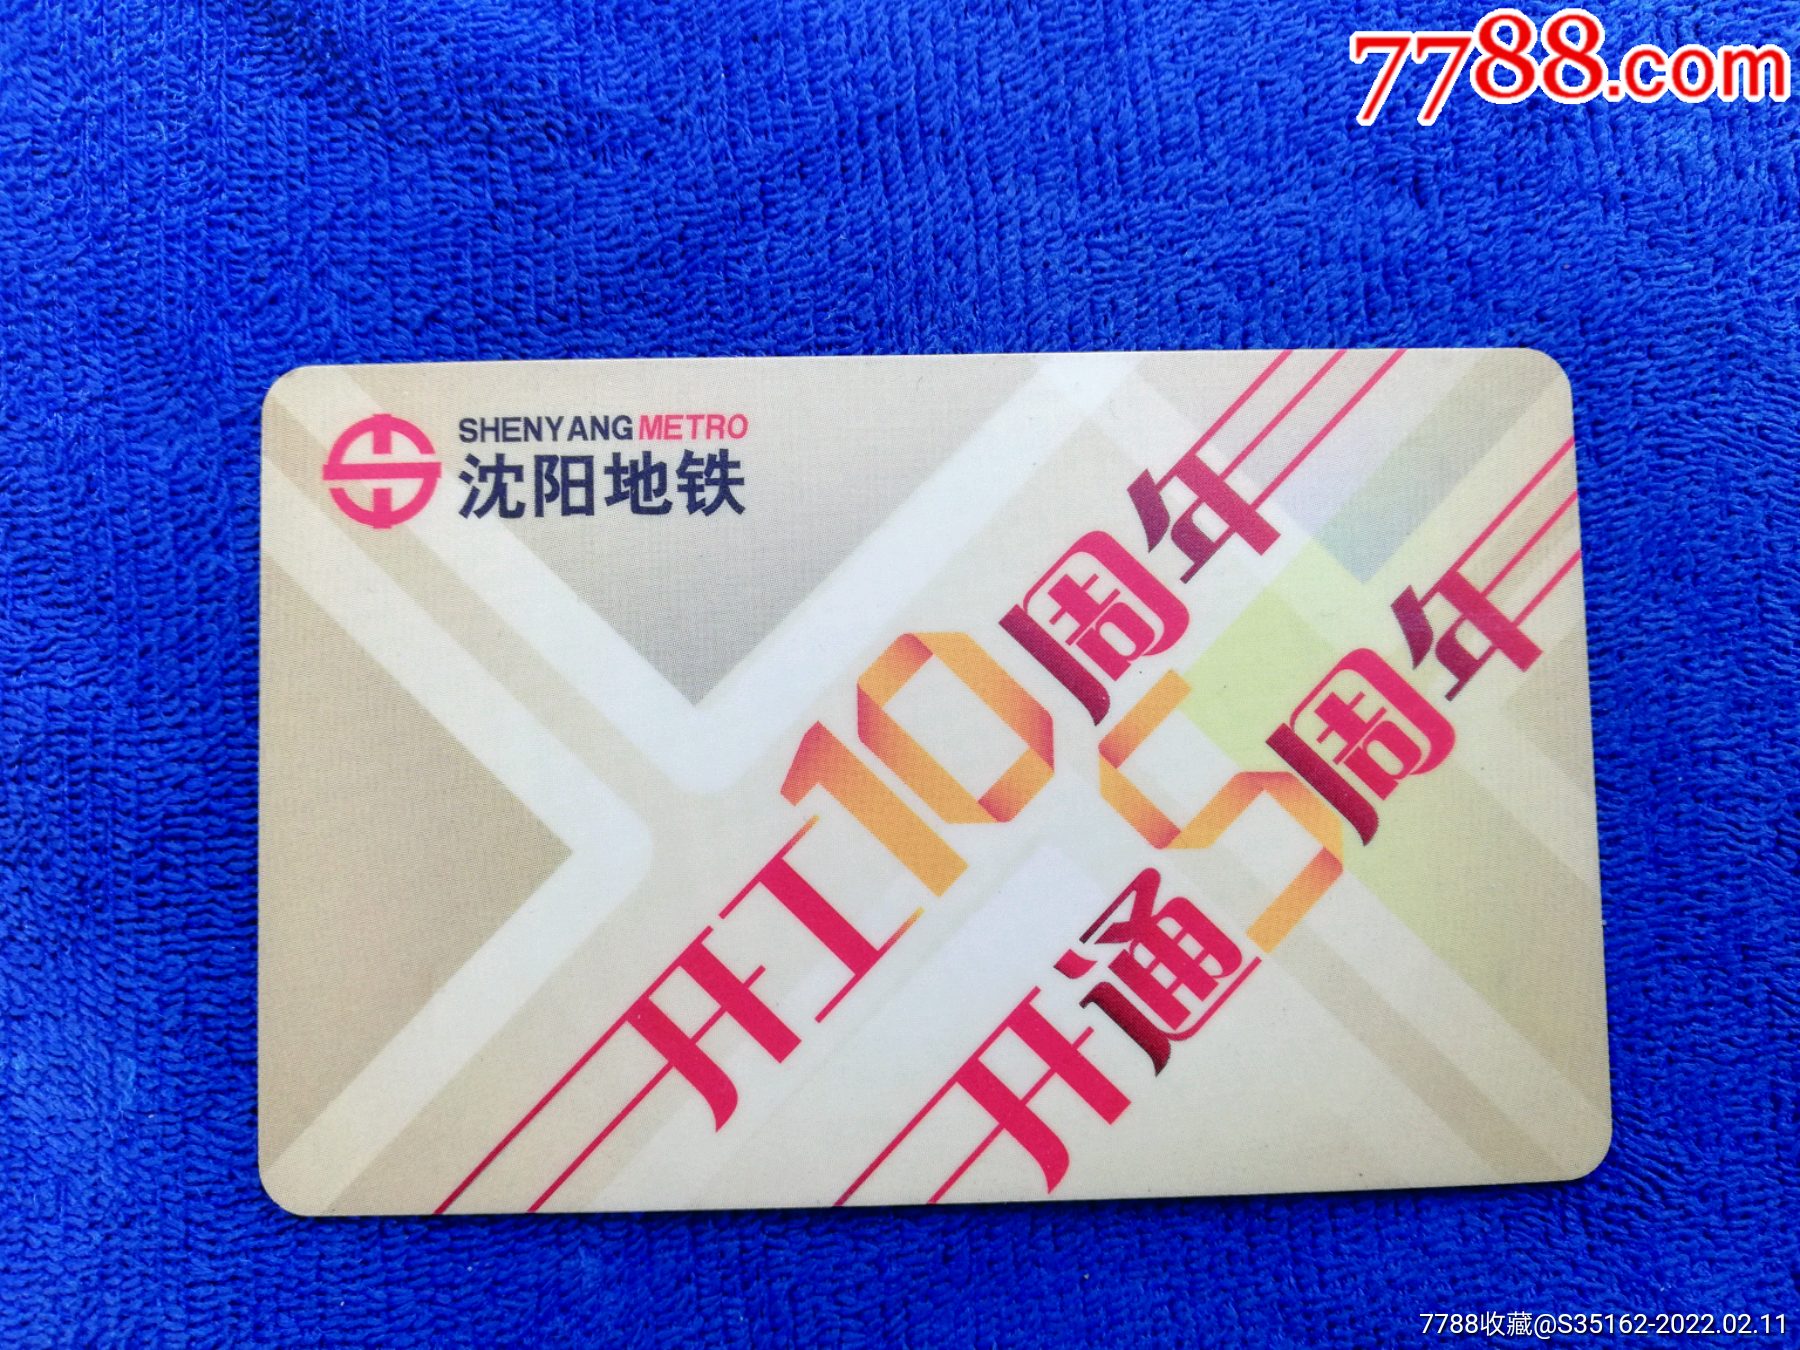 7788.com
SHENYANG METRO
沈阳地铁
开工10周年
开通5周年
7788收藏@S35162-2022.02.11